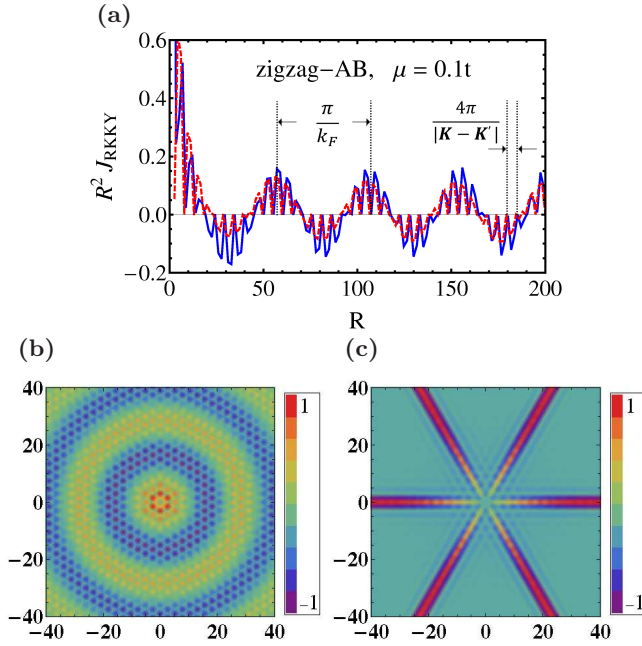 (a)
R² J_RKKY
0.6
0.4
0.2
0.0
−0.2
zigzag−AB, μ = 0.1t
π/k_F
4π/|K − K′|
0 50 100 150 200
R
(b) (c)
40 1 40 1
20 20
0 0
−20 −20
−40 −1 −40 −1
−40 −20 0 20 40 −40 −20 0 20 40